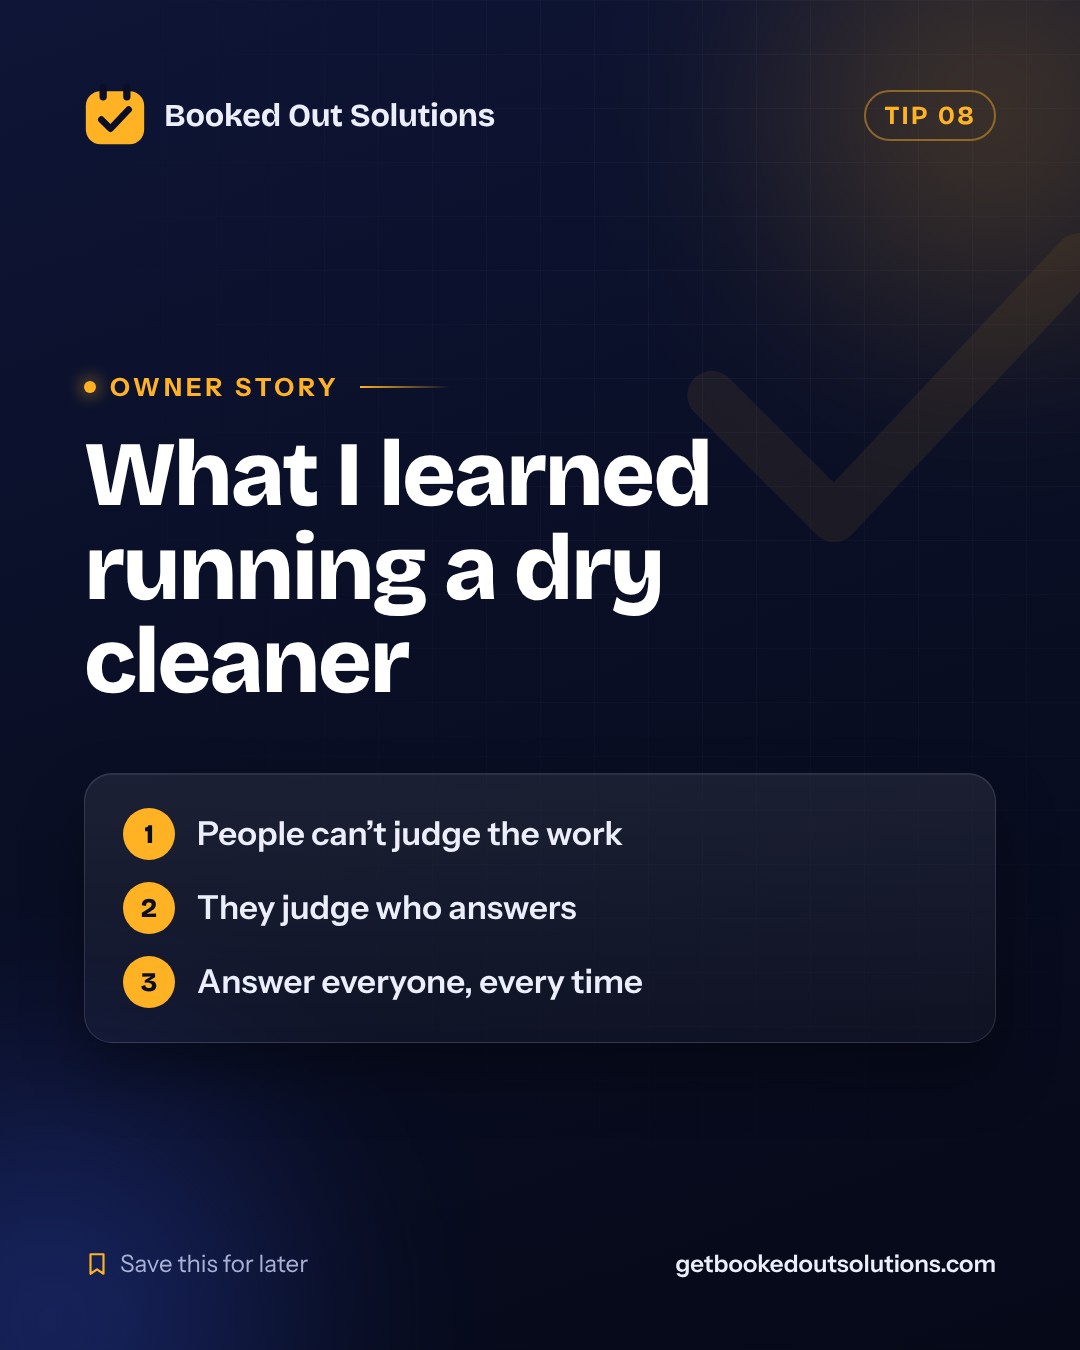 Booked Out Solutions
TIP 08
OWNER STORY
What I learned
running a dry
cleaner
1 People can’t judge the work
2 They judge who answers
3 Answer everyone, every time
Save this for later
getbookedoutsolutions.com